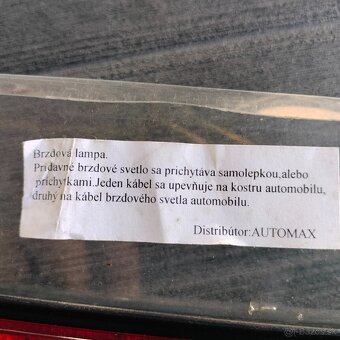 Brzdová lampa.
Prídavné brzdové svetlo sa prichytáva samolepkou,alebo
príchytkami.Jeden kábel sa upevňuje na kostru automobilu,
druhý na kábel brzdového svetla automobilu.
Distribútor:AUTOMAX